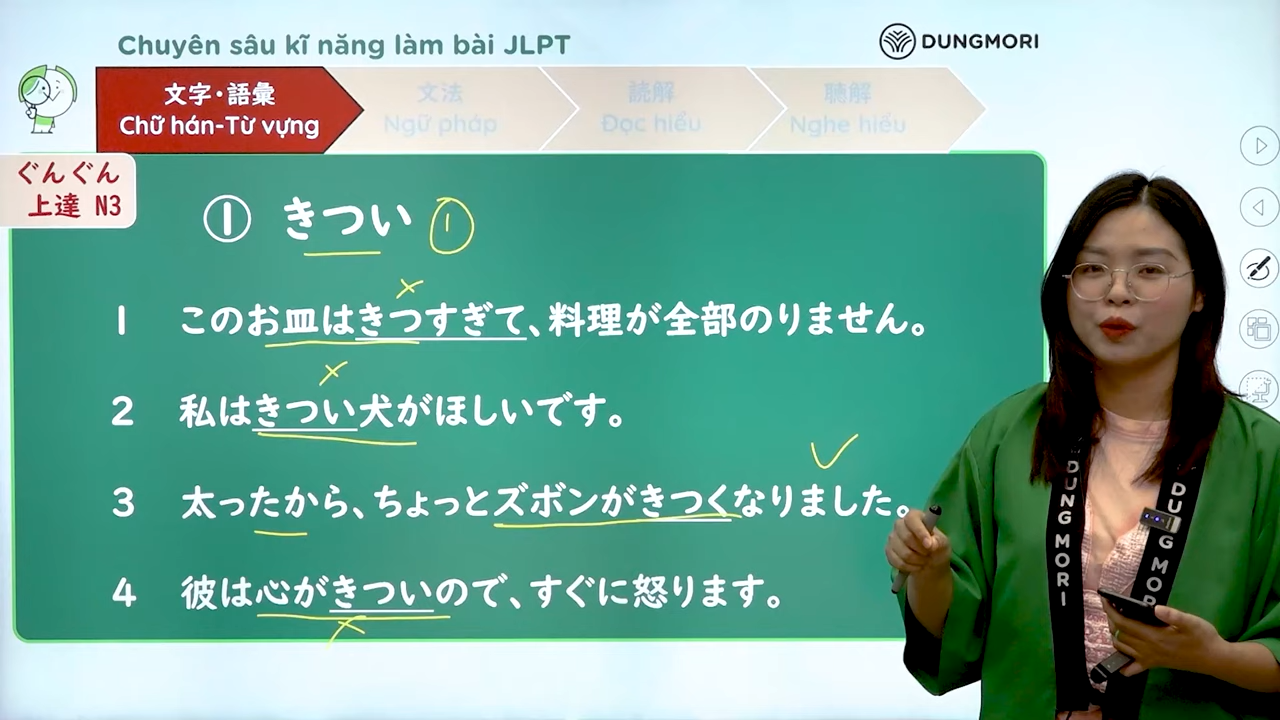 Chuyên sâu kĩ năng làm bài JLPT
DUNGMORI
文字・語彙
Chữ hán-Từ vựng
文法
Ngữ pháp
読解
Đọc hiểu
聴解
Nghe hiểu
ぐんぐん
上達 N3
① きつい ①
1 このお皿はきつすぎて、料理が全部のりません。
2 私はきつい犬がほしいです。
3 太ったから、ちょっとズボンがきつくなりました。
4 彼は心がきついので、すぐに怒ります。
DUNGMORI
DUNGMO